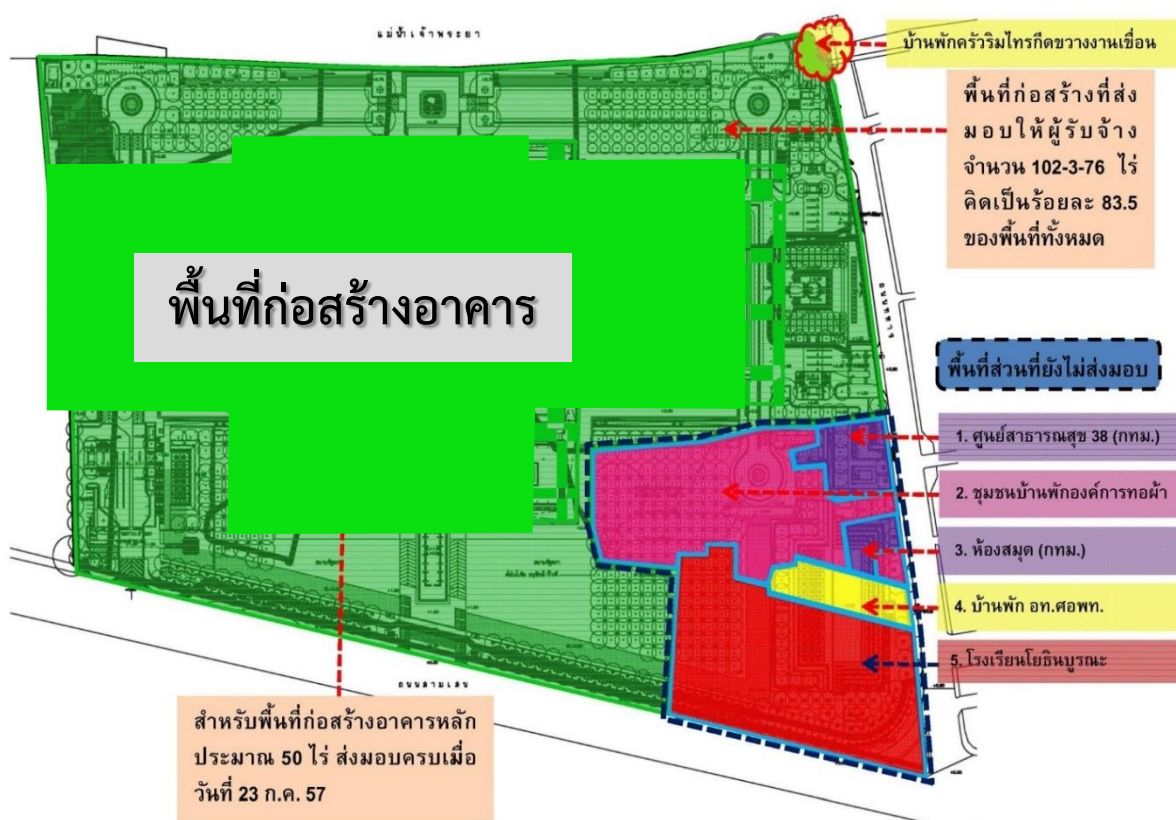 แม่น้ำเจ้าพระยา
บ้านพักครัวริมไทรกีดขวางงานเขื่อน
พื้นที่ก่อสร้างที่ส่ง
มอบให้ผู้รับจ้าง
จำนวน 102-3-76 ไร่
คิดเป็นร้อยละ 83.5
ของพื้นที่ทั้งหมด
พื้นที่ก่อสร้างอาคาร
ถนนทหาร
พื้นที่ส่วนที่ยังไม่ส่งมอบ
1. ศูนย์สาธารณสุข 38 (กทม.)
2. ชุมชนบ้านพักองค์การทอผ้า
3. ห้องสมุด (กทม.)
4. บ้านพัก อท.ศอพท.
5. โรงเรียนโยธินบูรณะ
ถนนสามเสน
สำหรับพื้นที่ก่อสร้างอาคารหลัก
ประมาณ 50 ไร่ ส่งมอบครบเมื่อ
วันที่ 23 ก.ค. 57